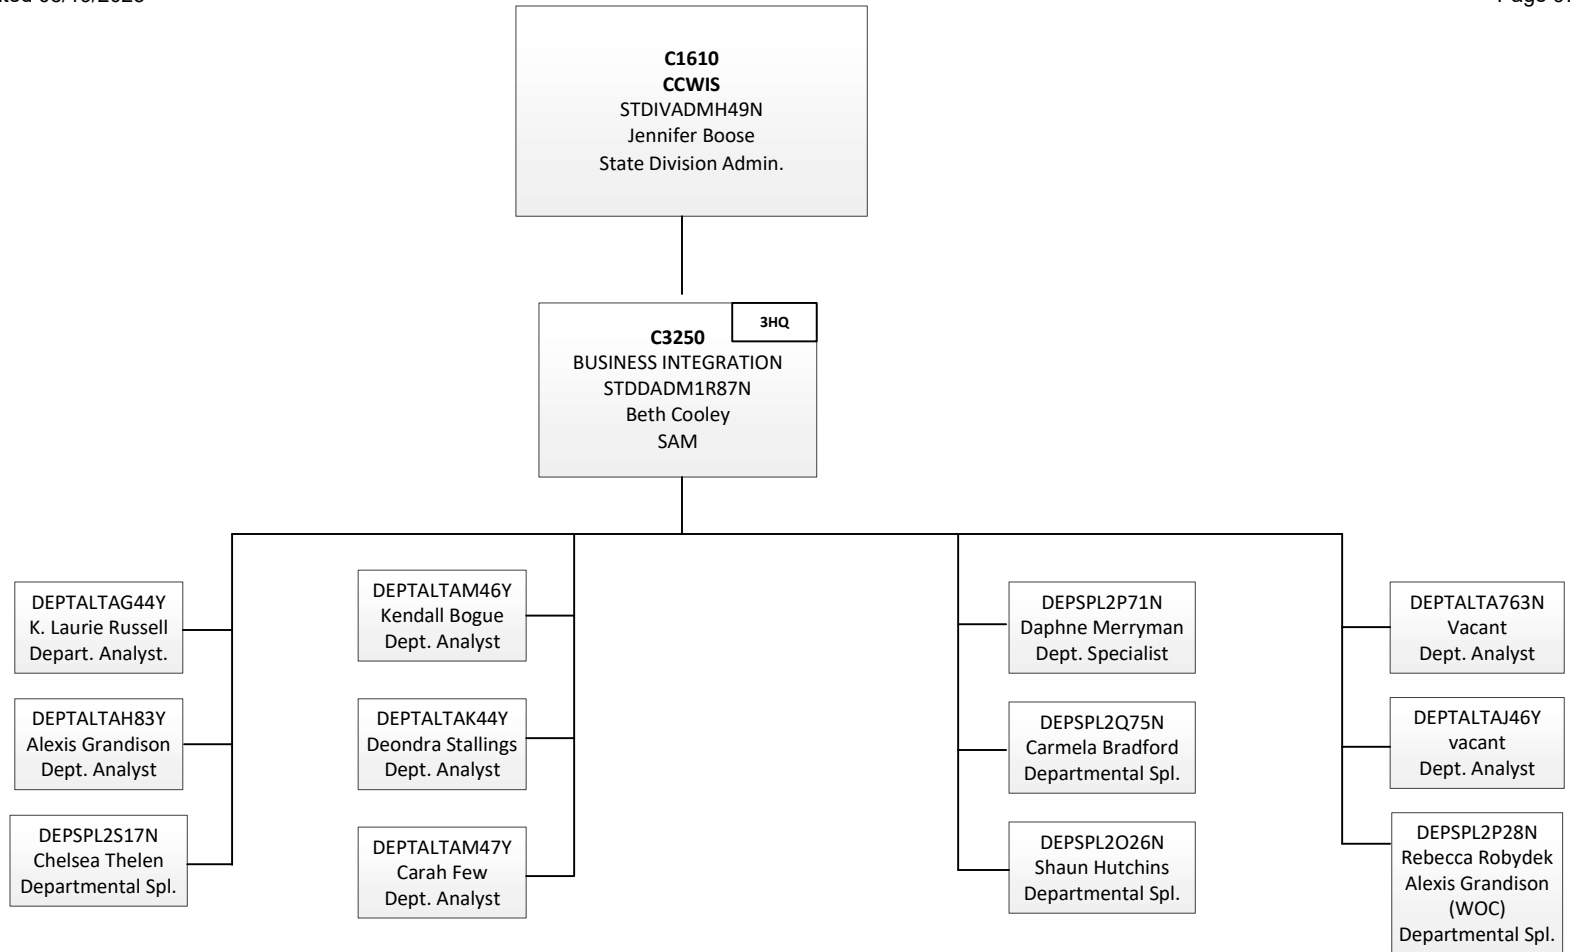 C1610
CCWIS
STDIVADMH49N
Jennifer Boose
State Division Admin.
3HQ
C3250
BUSINESS INTEGRATION
STDDADM1R87N
Beth Cooley
SAM
DEPTALTAG44Y
K. Laurie Russell
Depart. Analyst.
DEPTALTAH83Y
Alexis Grandison
Dept. Analyst
DEPSPL2S17N
Chelsea Thelen
Departmental Spl.
DEPTALTAM46Y
Kendall Bogue
Dept. Analyst
DEPTALTAK44Y
Deondra Stallings
Dept. Analyst
DEPTALTAM47Y
Carah Few
Dept. Analyst
DEPSPL2P71N
Daphne Merryman
Dept. Specialist
DEPSPL2Q75N
Carmela Bradford
Departmental Spl.
DEPSPL2O26N
Shaun Hutchins
Departmental Spl.
DEPTALTA763N
Vacant
Dept. Analyst
DEPTALTAJ46Y
vacant
Dept. Analyst
DEPSPL2P28N
Rebecca Robydek
Alexis Grandison
(WOC)
Departmental Spl.